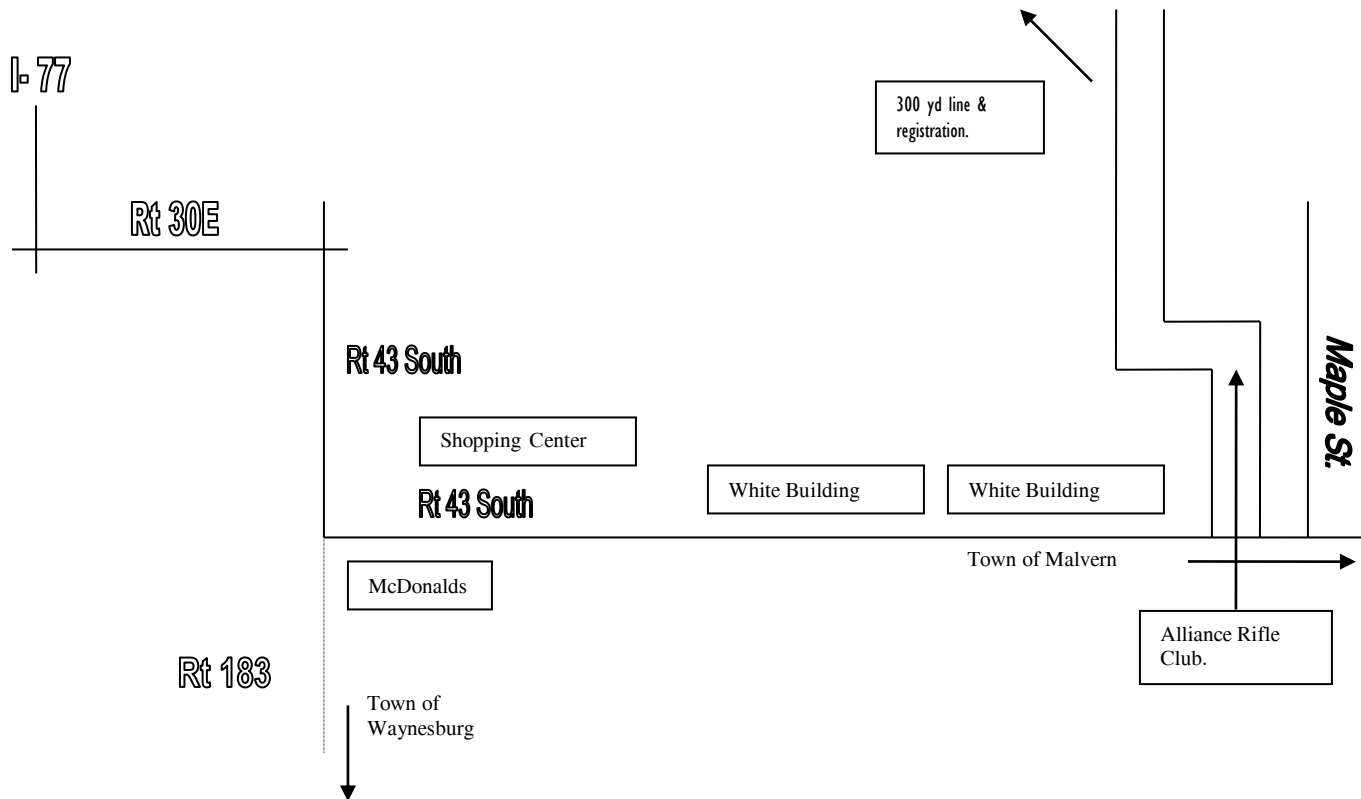 I- 77
300 yd line &
registration.
Rt 30E
Rt 43 South
Maple St.
Shopping Center
White Building
White Building
Rt 43 South
Town of Malvern
McDonalds
Alliance Rifle
Club.
Rt 183
Town of
Waynesburg